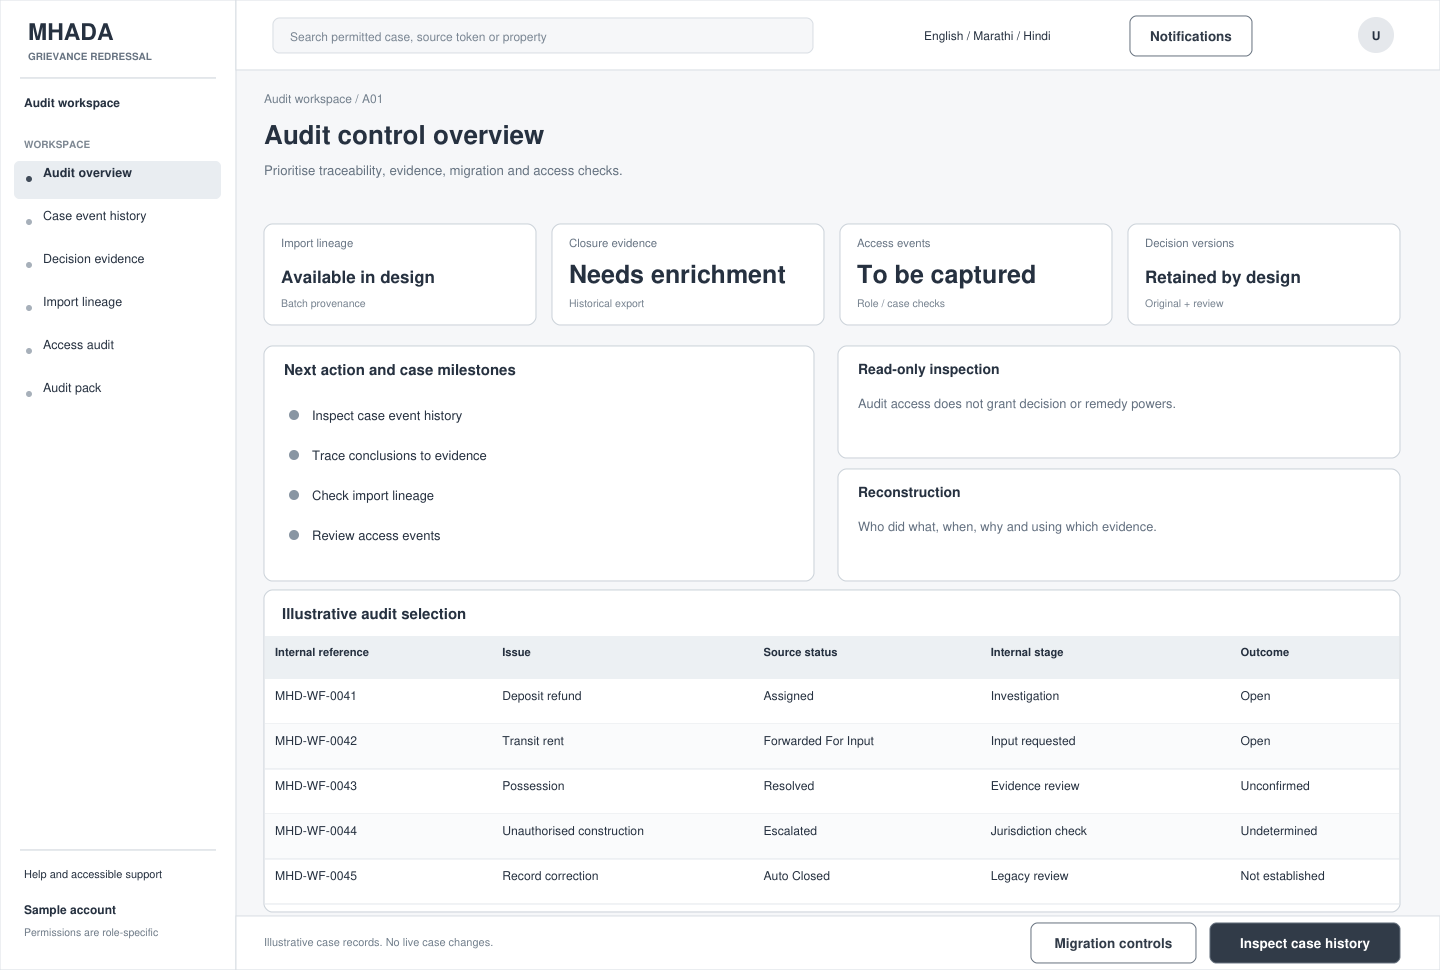 MHADA
GRIEVANCE REDRESSAL
Audit workspace
WORKSPACE
Audit overview
Case event history
Decision evidence
Import lineage
Access audit
Audit pack
Help and accessible support
Sample account
Permissions are role-specific
Search permitted case, source token or property
English / Marathi / Hindi
Notifications
U
Audit workspace / A01
Audit control overview
Prioritise traceability, evidence, migration and access checks.
Import lineage
Available in design
Batch provenance
Closure evidence
Needs enrichment
Historical export
Access events
To be captured
Role / case checks
Decision versions
Retained by design
Original + review
Next action and case milestones
Inspect case event history
Trace conclusions to evidence
Check import lineage
Review access events
Read-only inspection
Audit access does not grant decision or remedy powers.
Reconstruction
Who did what, when, why and using which evidence.
Illustrative audit selection
Internal reference Issue Source status Internal stage Outcome
MHD-WF-0041 Deposit refund Assigned Investigation Open
MHD-WF-0042 Transit rent Forwarded For Input Input requested Open
MHD-WF-0043 Possession Resolved Evidence review Unconfirmed
MHD-WF-0044 Unauthorised construction Escalated Jurisdiction check Undetermined
MHD-WF-0045 Record correction Auto Closed Legacy review Not established
Illustrative case records. No live case changes.
Migration controls
Inspect case history